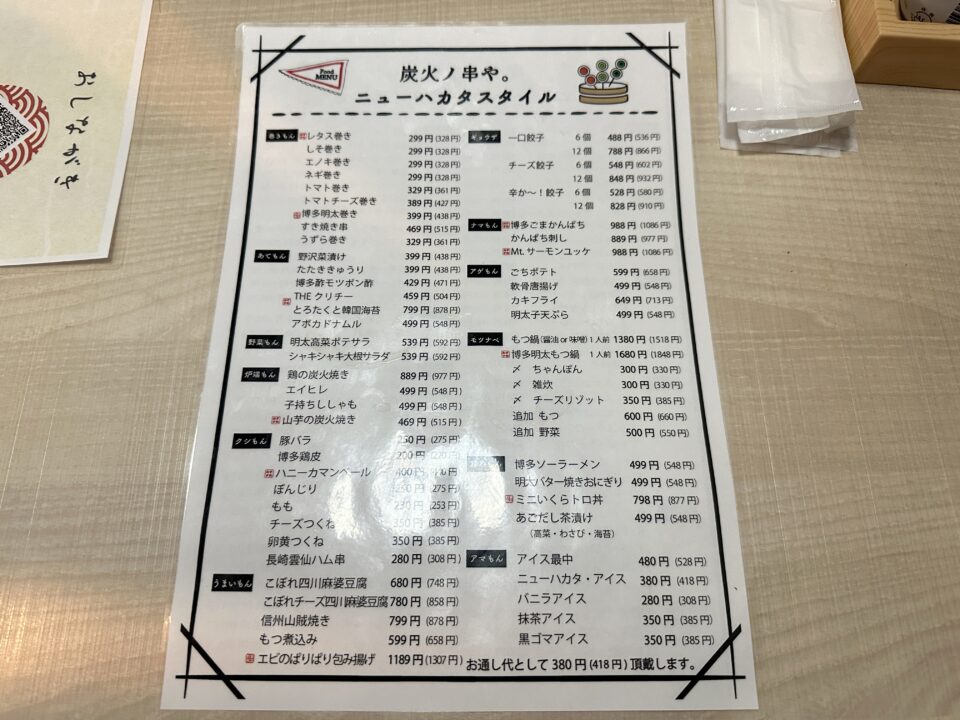 おしながき
Food
MENU
炭火ノ串や。
ニューハカタスタイル
巻きもん レタス巻き 299円(328円)
しそ巻き 299円(328円)
エノキ巻き 299円(328円)
ネギ巻き 299円(328円)
トマト巻き 329円(361円)
トマトチーズ巻き 389円(427円)
博多明太巻き 399円(438円)
すき焼き串 469円(515円)
うずら巻き 329円(361円)
あてもん 野沢菜漬け 399円(438円)
たたききゅうり 399円(438円)
博多酢モツポン酢 429円(471円)
THE クリチー 459円(504円)
とろたくと韓国海苔 799円(878円)
アボカドナムル 499円(548円)
野菜もん 明太高菜ポテサラ 539円(592円)
シャキシャキ大根サラダ 539円(592円)
炉端もん 鶏の炭火焼き 889円(977円)
エイヒレ 499円(548円)
子持ちししゃも 499円(548円)
山芋の炭火焼き 469円(515円)
クシもん 豚バラ 250円(275円)
博多鶏皮
ハニーカマンベール 400円
ぼんじり (275円)
もも 230円(253円)
チーズつくね 350円(385円)
卵黄つくね 350円(385円)
長崎雲仙ハム串 280円(308円)
うまいもん こぼれ四川麻婆豆腐 680円(748円)
こぼれチーズ四川麻婆豆腐 780円(858円)
信州山賊焼き 799円(878円)
もつ煮込み 599円(658円)
エビのぱりぱり包み揚げ 1189円(1307円)
ギョウザ 一口餃子 6個 488円(536円)
12個 788円(866円)
チーズ餃子 6個 548円(602円)
12個 848円(932円)
辛か〜！餃子 6個 528円(580円)
12個 828円(910円)
ナマもん 博多ごまかんぱち 988円(1086円)
かんぱち刺し 889円(977円)
Mt. サーモンユッケ 988円(1086円)
アゲもん ごちポテト 599円(658円)
軟骨唐揚げ 499円(548円)
カキフライ 649円(713円)
明太子天ぷら 499円(548円)
モツナベ もつ鍋(醤油 or 味噌)1人前 1380円(1518円)
博多明太もつ鍋 1人前 1680円(1848円)
〆 ちゃんぽん 300円(330円)
〆 雑炊 300円(330円)
〆 チーズリゾット 350円(385円)
追加 もつ 600円(660円)
追加 野菜 500円(550円)
博多ソーラーメン 499円(548円)
明太バター焼きおにぎり 499円(548円)
ミニいくらトロ丼 798円(877円)
あごだし茶漬け 499円(548円)
(高菜・わさび・海苔)
アマもん アイス最中 480円(528円)
ニューハカタ・アイス 380円(418円)
バニラアイス 280円(308円)
抹茶アイス 350円(385円)
黒ゴマアイス 350円(385円)
お通し代として380円(418円)頂戴します。